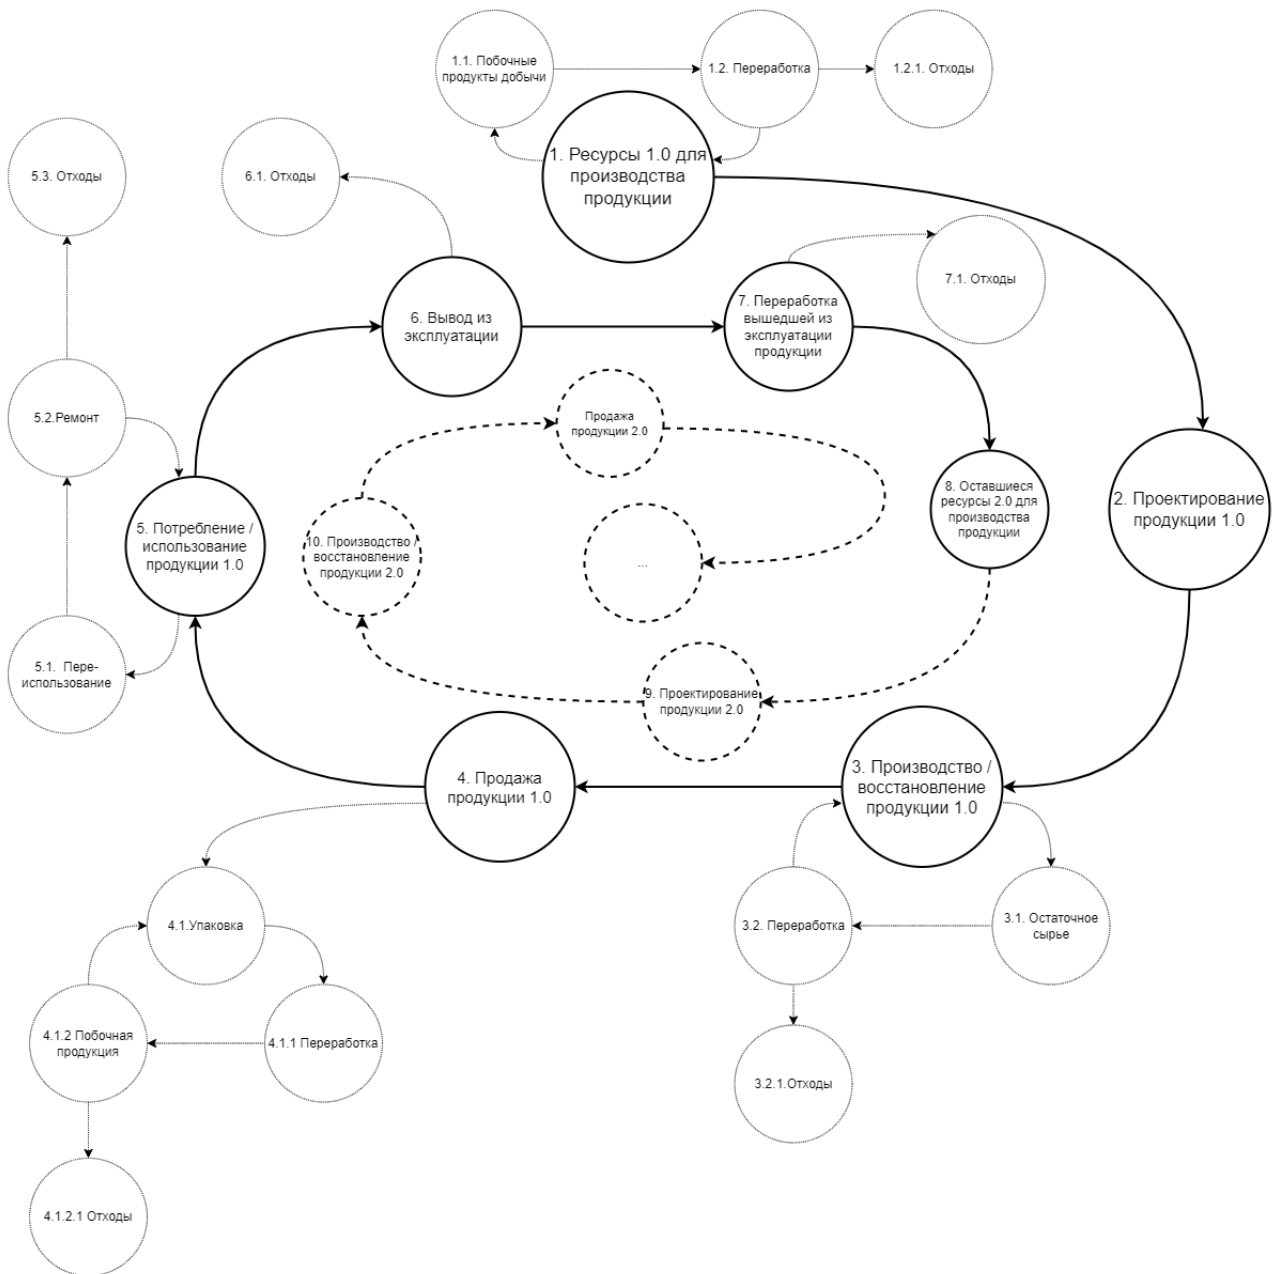 1.1. Побочные
продукты добычи
1.2. Переработка
1.2.1. Отходы
1. Ресурсы 1.0 для
производства
продукции
5.3. Отходы
6.1. Отходы
7.1. Отходы
6. Вывод из
эксплуатации
7. Переработка
вышедшей из
эксплуатации
продукции
5.2.Ремонт
Продажа
продукции 2.0
8. Оставшиеся
ресурсы 2.0 для
производства
продукции
2. Проектирование
продукции 1.0
5. Потребление /
использование
продукции 1.0
10. Производство /
восстановление
продукции 2.0
...
5.1. Пере-
использование
9. Проектирование
продукции 2.0
4. Продажа
продукции 1.0
3. Производство /
восстановление
продукции 1.0
4.1.Упаковка
3.2. Переработка
3.1. Остаточное
сырье
4.1.2 Побочная
продукция
4.1.1 Переработка
3.2.1.Отходы
4.1.2.1 Отходы